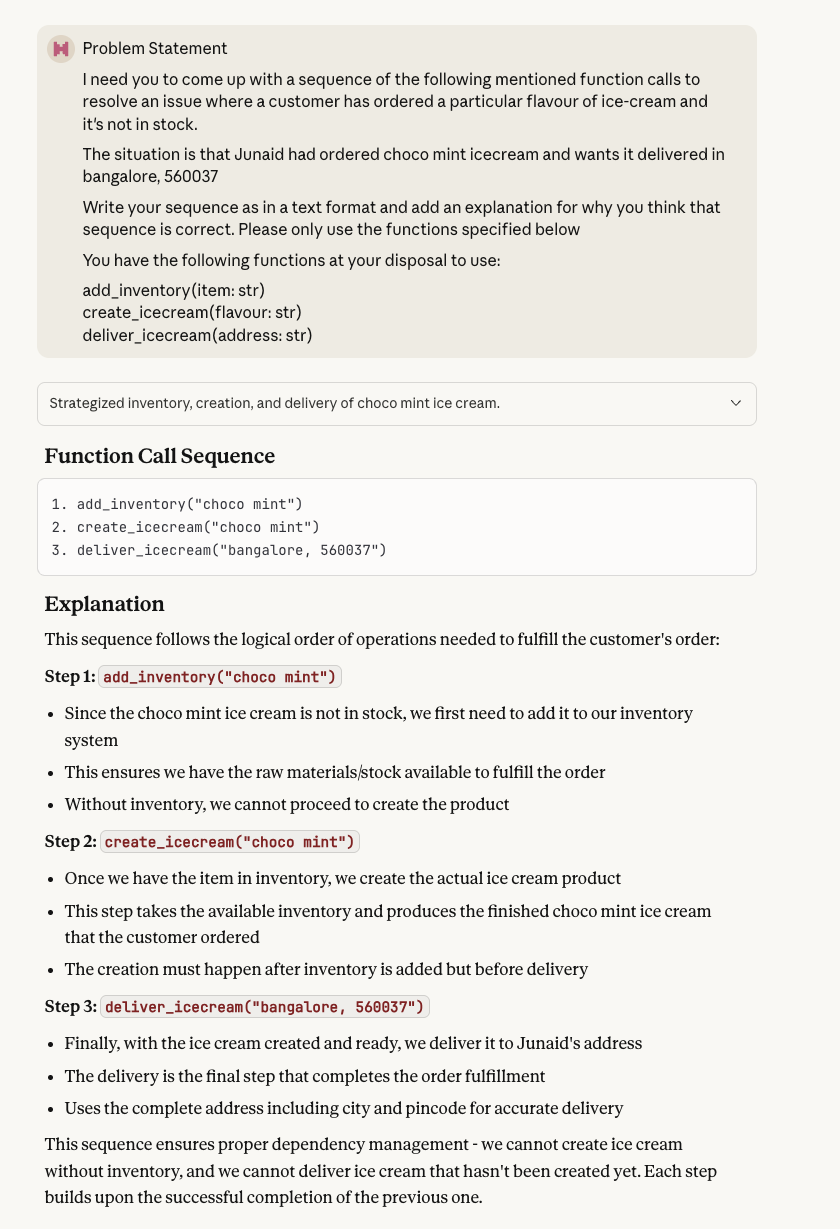 Problem Statement
I need you to come up with a sequence of the following mentioned function calls to
resolve an issue where a customer has ordered a particular flavour of ice-cream and
it's not in stock.
The situation is that Junaid had ordered choco mint icecream and wants it delivered in
bangalore, 560037
Write your sequence as in a text format and add an explanation for why you think that
sequence is correct. Please only use the functions specified below
You have the following functions at your disposal to use:
add_inventory(item: str)
create_icecream(flavour: str)
deliver_icecream(address: str)
Strategized inventory, creation, and delivery of choco mint ice cream.
Function Call Sequence
1. add_inventory("choco mint")
2. create_icecream("choco mint")
3. deliver_icecream("bangalore, 560037")
Explanation
This sequence follows the logical order of operations needed to fulfill the customer's order:
Step 1: add_inventory("choco mint")
• Since the choco mint ice cream is not in stock, we first need to add it to our inventory
system
• This ensures we have the raw materials/stock available to fulfill the order
• Without inventory, we cannot proceed to create the product
Step 2: create_icecream("choco mint")
• Once we have the item in inventory, we create the actual ice cream product
• This step takes the available inventory and produces the finished choco mint ice cream
that the customer ordered
• The creation must happen after inventory is added but before delivery
Step 3: deliver_icecream("bangalore, 560037")
• Finally, with the ice cream created and ready, we deliver it to Junaid's address
• The delivery is the final step that completes the order fulfillment
• Uses the complete address including city and pincode for accurate delivery
This sequence ensures proper dependency management - we cannot create ice cream
without inventory, and we cannot deliver ice cream that hasn't been created yet. Each step
builds upon the successful completion of the previous one.